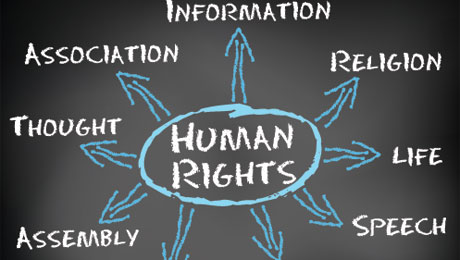 INFORMATION
ASSOCIATION
RELIGION
THOUGHT
HUMAN
RIGHTS
LIFE
ASSEMBLY
SPEECH